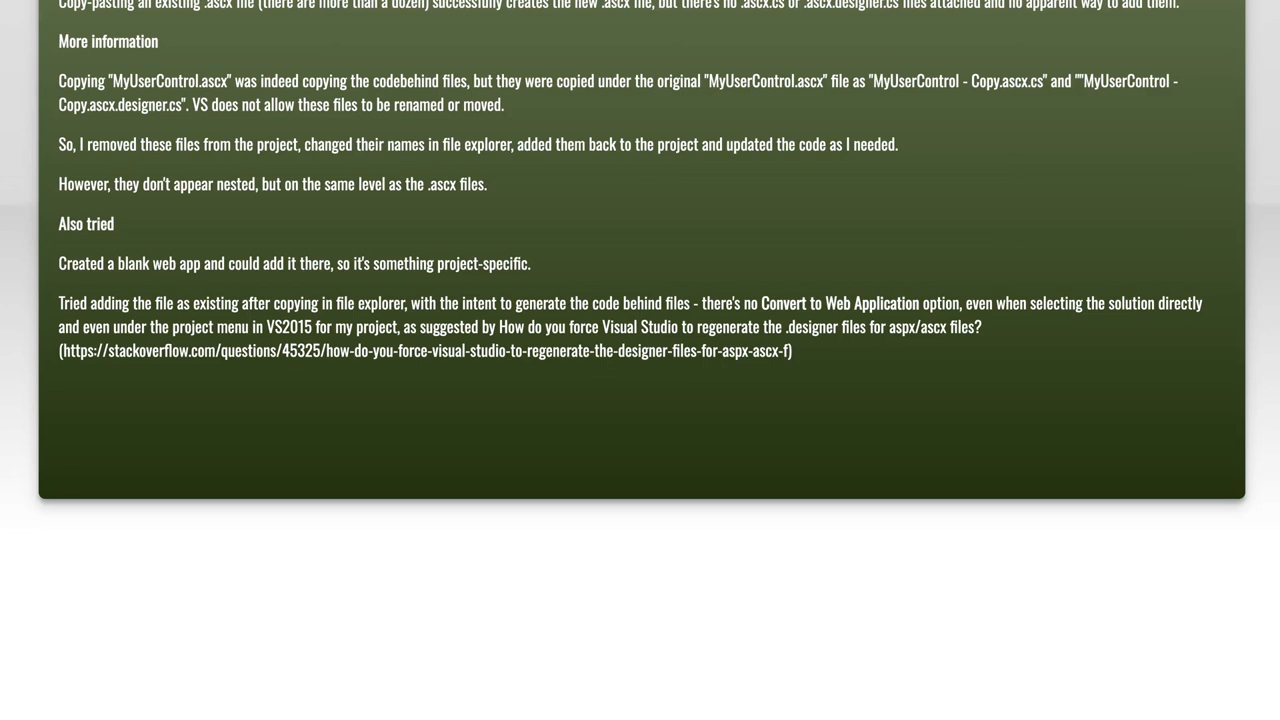 Copy-pasting an existing .ascx file (there are more than a dozen) successfully creates the new .ascx file, but there's no .ascx.cs or .ascx.designer.cs files attached and no apparent way to add them.
More information
Copying "MyUserControl.ascx" was indeed copying the codebehind files, but they were copied under the original "MyUserControl.ascx" file as "MyUserControl - Copy.ascx.cs" and ""MyUserControl -
Copy.ascx.designer.cs". VS does not allow these files to be renamed or moved.
So, I removed these files from the project, changed their names in file explorer, added them back to the project and updated the code as I needed.
However, they don't appear nested, but on the same level as the .ascx files.
Also tried
Created a blank web app and could add it there, so it's something project-specific.
Tried adding the file as existing after copying in file explorer, with the intent to generate the code behind files - there's no Convert to Web Application option, even when selecting the solution directly
and even under the project menu in VS2015 for my project, as suggested by How do you force Visual Studio to regenerate the .designer files for aspx/ascx files?
(https://stackoverflow.com/questions/45325/how-do-you-force-visual-studio-to-regenerate-the-designer-files-for-aspx-ascx-f)